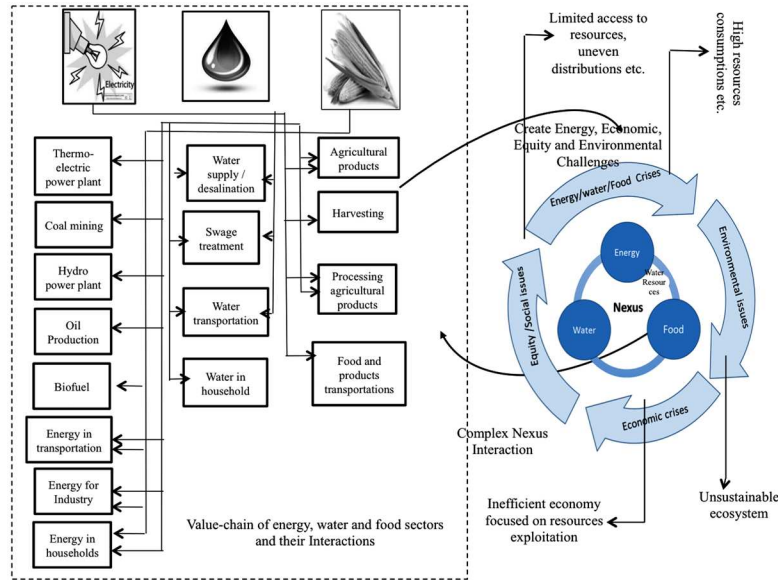 Electricity
Thermo-
electric
power plant
Coal mining
Hydro
power plant
Oil
Production
Biofuel
Energy in
transportation
Energy for
Industry
Energy in
households
Water
supply /
desalination
Swage
treatment
Water
transportation
Water in
household
Agricultural
products
Harvesting
Processing
agricultural
products
Food and
products
transportations
Value-chain of energy, water and food sectors
and their Interactions
Limited access to
resources,
uneven
distributions etc.
High resources
consumptions etc.
Create Energy, Economic,
Equity and Environmental
Challenges
Energy/water/Food Crises
Environmental issues
Economic crises
Equity /Social issues
Energy
Water
Resour
ces
Nexus
Water
Food
Complex Nexus
Interaction
Inefficient economy
focused on resources
exploitation
Unsustainable
ecosystem